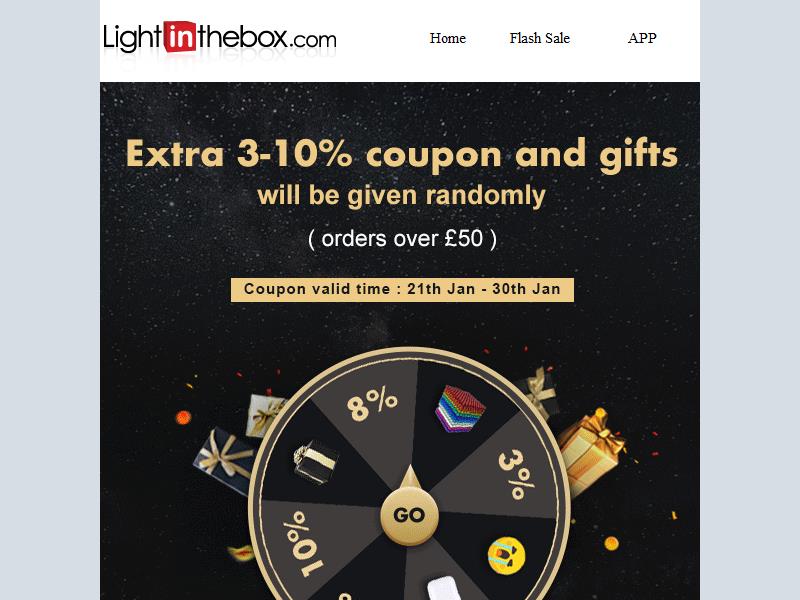 Lightinthebox.com
Home Flash Sale APP
Extra 3-10% coupon and gifts
will be given randomly
( orders over £50 )
Coupon valid time : 21th Jan - 30th Jan
8%
3%
GO
10%